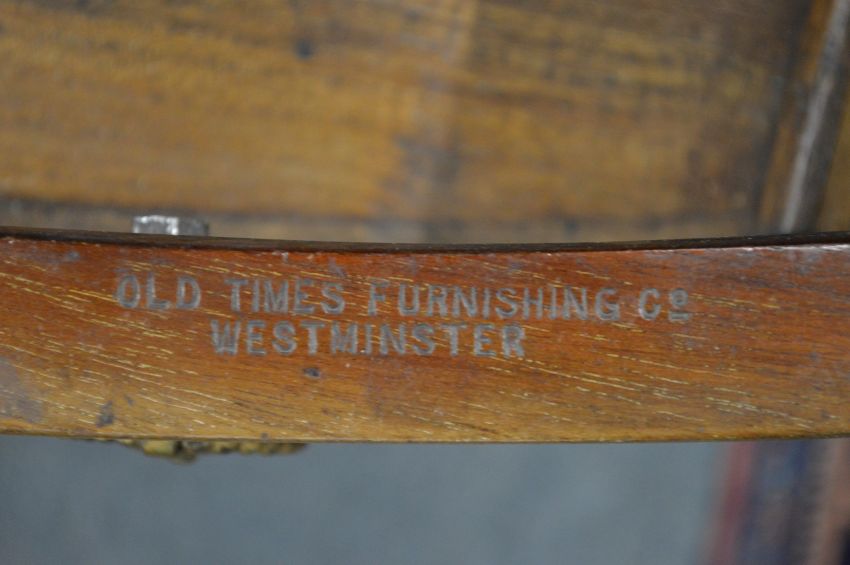 OLD TIMES FURNISHING Cº
WESTMINSTER